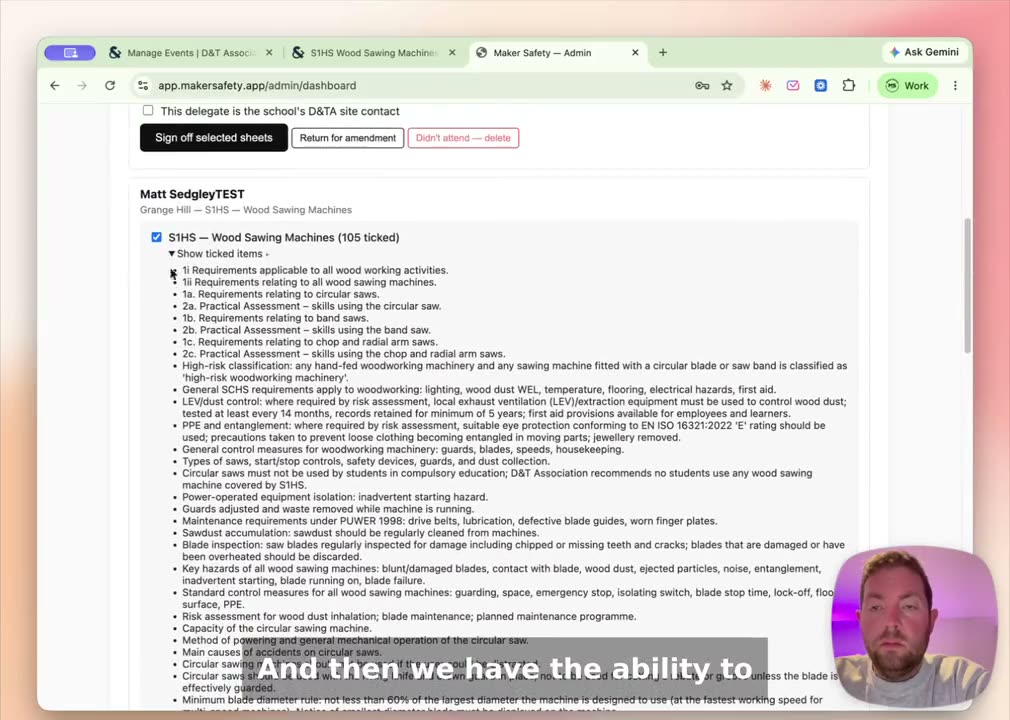 Manage Events | D&T Associa
S1HS Wood Sawing Machines
Maker Safety — Admin
Ask Gemini
app.makersafety.app/admin/dashboard
Work
This delegate is the school's D&TA site contact
Sign off selected sheets
Return for amendment
Didn't attend — delete
Matt SedgleyTEST
Grange Hill — S1HS — Wood Sawing Machines
S1HS — Wood Sawing Machines (105 ticked)
Show ticked items
1i Requirements applicable to all wood working activities.
1ii Requirements relating to all wood sawing machines.
1a. Requirements relating to circular saws.
2a. Practical Assessment – skills using the circular saw.
1b. Requirements relating to band saws.
2b. Practical Assessment – skills using the band saw.
1c. Requirements relating to chop and radial arm saws.
2c. Practical Assessment – skills using the chop and radial arm saws.
High-risk classification: any hand-fed woodworking machinery and any sawing machine fitted with a circular blade or saw band is classified as
'high-risk woodworking machinery'.
General SCHS requirements apply to woodworking: lighting, wood dust WEL, temperature, flooring, electrical hazards, first aid.
LEV/dust control: where required by risk assessment, local exhaust ventilation (LEV)/extraction equipment must be used to control wood dust;
tested at least every 14 months, records retained for minimum of 5 years; first aid provisions available for employees and learners.
PPE and entanglement: where required by risk assessment, suitable eye protection conforming to EN ISO 16321:2022 'E' rating should be
used; precautions taken to prevent loose clothing becoming entangled in moving parts; jewellery removed.
General control measures for woodworking machinery: guards, blades, speeds, housekeeping.
Types of saws, start/stop controls, safety devices, guards, and dust collection.
Circular saws must not be used by students in compulsory education; D&T Association recommends no students use any wood sawing
machine covered by S1HS.
Power-operated equipment isolation: inadvertent starting hazard.
Guards adjusted and waste removed while machine is running.
Maintenance requirements under PUWER 1998: drive belts, lubrication, defective blade guides, worn finger plates.
Sawdust accumulation: sawdust should be regularly cleaned from machines.
Blade inspection: saw blades regularly inspected for damage including chipped or missing teeth and cracks; blades that are damaged or have
been overheated should be discarded.
Key hazards of all wood sawing machines: blunt/damaged blades, contact with blade, wood dust, ejected particles, noise, entanglement,
inadvertent starting, blade running on, blade failure.
Standard control measures for all wood sawing machines: guarding, space, emergency stop, isolating switch, blade stop time, lock-off, floo
surface, PPE.
Risk assessment for wood dust inhalation; blade maintenance; planned maintenance programme.
Capacity of the circular sawing machine.
Method of powering and general mechanical operation of the circular saw.
Main causes of accidents on circular saws.
Circular sawing
Circular saws unless the blade is
effectively guarded.
Minimum blade diameter rule: not less than 60% of the largest diameter the machine is designed to use (at the fastest working speed for
And then we have the ability to